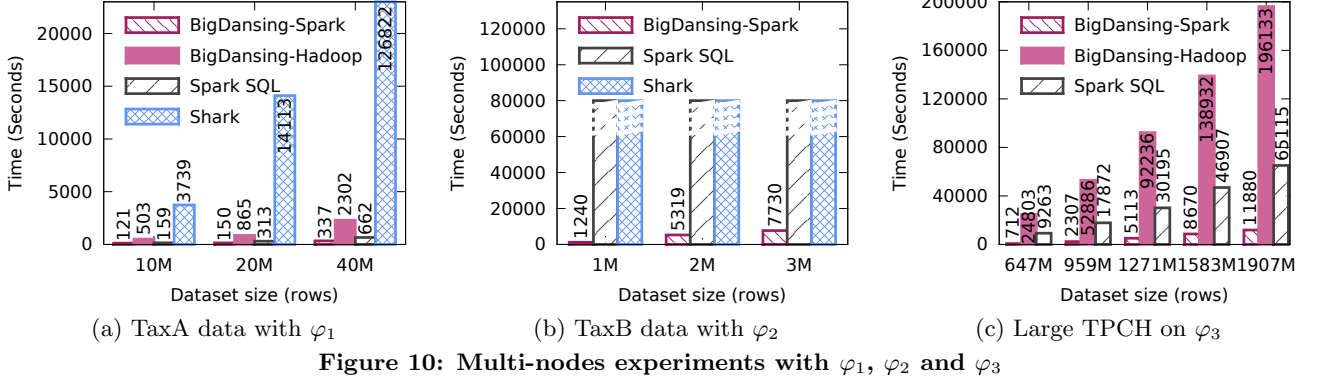 20000
15000
10000
5000
0
Time (Seconds)
BigDansing-Spark
BigDansing-Hadoop
Spark SQL
Shark
121
503
159
3739
150
865
313
14113
337
2302
662
126822
10M 20M 40M
Dataset size (rows)
(a) TaxA data with φ1
120000
100000
80000
60000
40000
20000
0
Time (Seconds)
BigDansing-Spark
Spark SQL
Shark
1240
5319
7730
1M 2M 3M
Dataset size (rows)
(b) TaxB data with φ2
200000
160000
120000
80000
40000
0
Time (Seconds)
BigDansing-Spark
BigDansing-Hadoop
Spark SQL
712
24803
9263
2307
52886
17872
5113
92236
30195
8670
138932
46907
11880
196133
65115
647M 959M 1271M 1583M 1907M
Dataset size (rows)
(c) Large TPCH on φ3
Figure 10: Multi-nodes experiments with φ1, φ2 and φ3